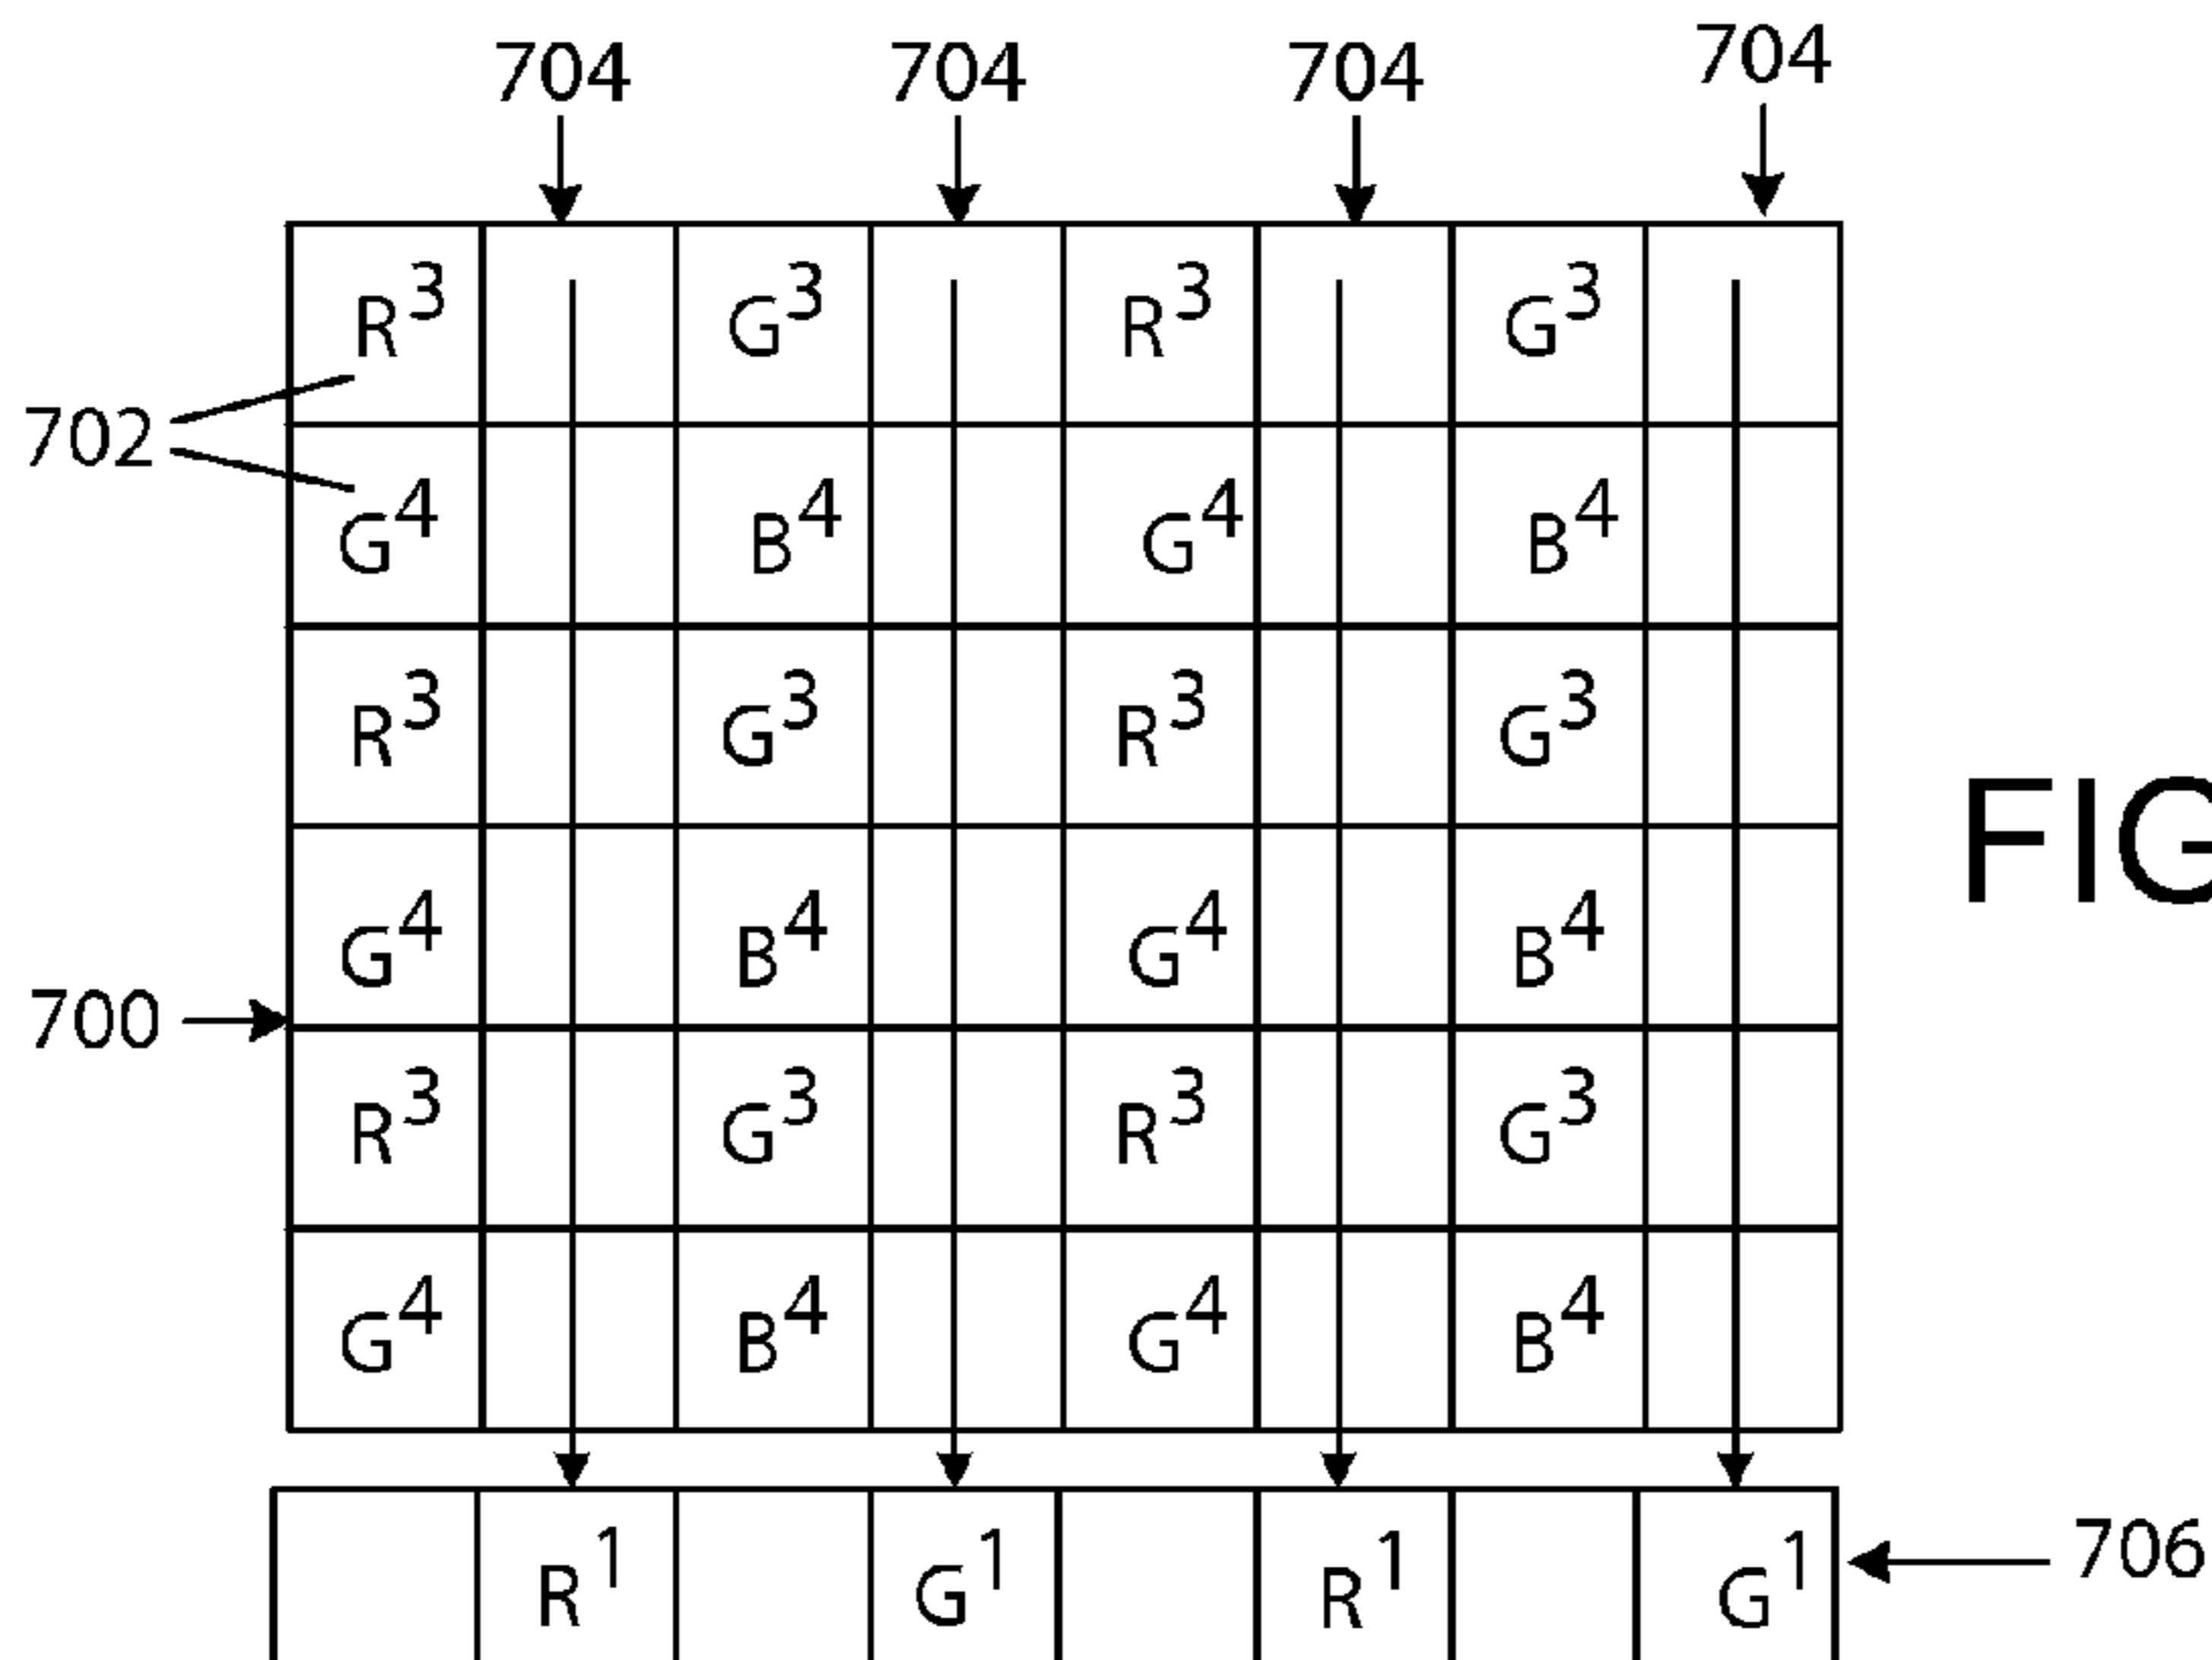 704 704 704 704
R³ G³ R³ G³
702
G⁴ B⁴ G⁴ B⁴
R³ G³ R³ G³
FIG
G⁴ B⁴ G⁴ B⁴
700
R³ G³ R³ G³
G⁴ B⁴ G⁴ B⁴
R¹ G¹ R¹ G¹
706